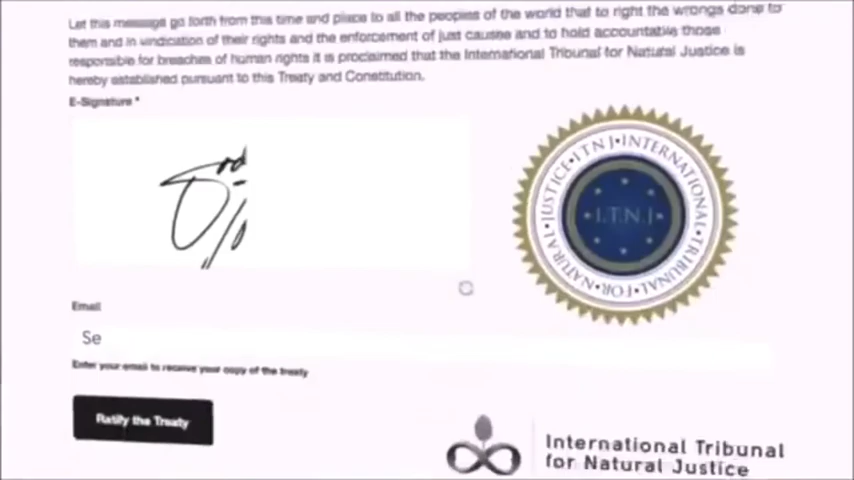 Let this message go forth from this time and place to all the peoples of the world that to right the wrongs done to
them and in vindication of their rights and the enforcement of just causes and to hold accountable those
responsible for breaches of human rights it is proclaimed that the International Tribunal for Natural Justice is
hereby established pursuant to this Treaty and Constitution.
E-Signature *
I.T.N.J INTERNATIONAL•TRIBUNAL•FOR•NATURAL•JUSTICE•
I.T.N.J
Email
Se
Enter your email to receive your copy of the treaty
Ratify the Treaty
International Tribunal
for Natural Justice